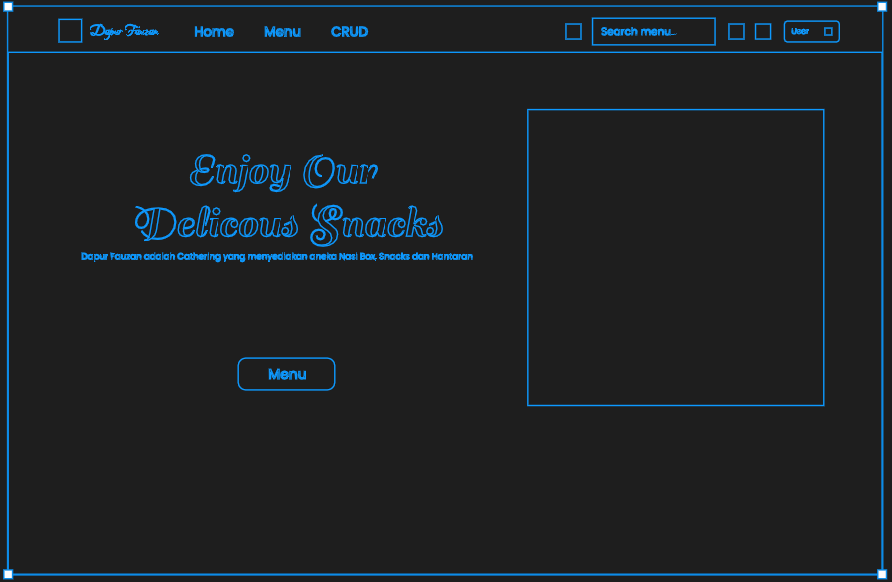 Dapur Fauzan Home Menu CRUD Search menu... User
Enjoy Our
Delicous Snacks
Dapur Fauzan adalah Cathering yang menyediakan aneka Nasi Box, Snacks dan Hantaran
Menu